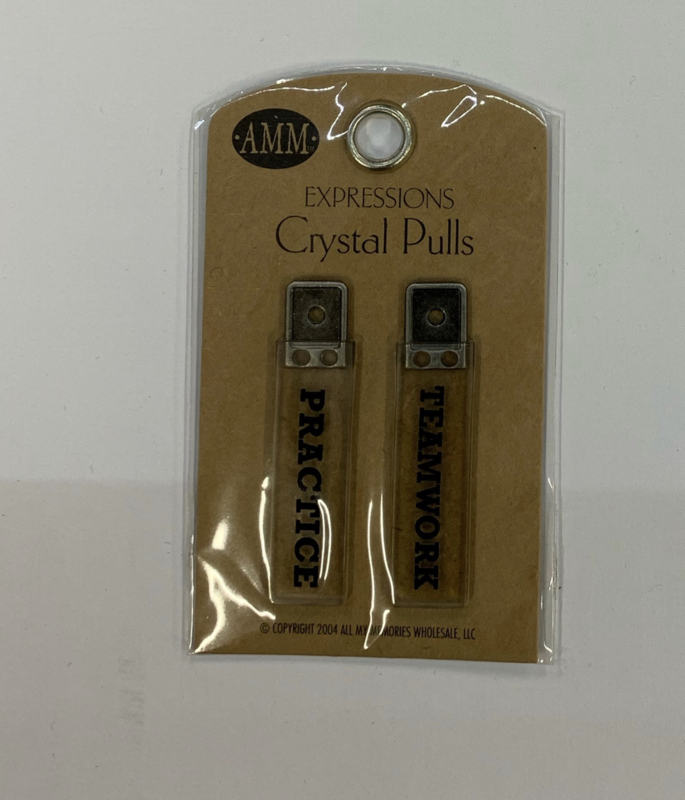 AMM
EXPRESSIONS
Crystal Pulls
PRACTICE
TEAMWORK
© COPYRIGHT 2004 ALL MY MEMORIES WHOLESALE, LLC